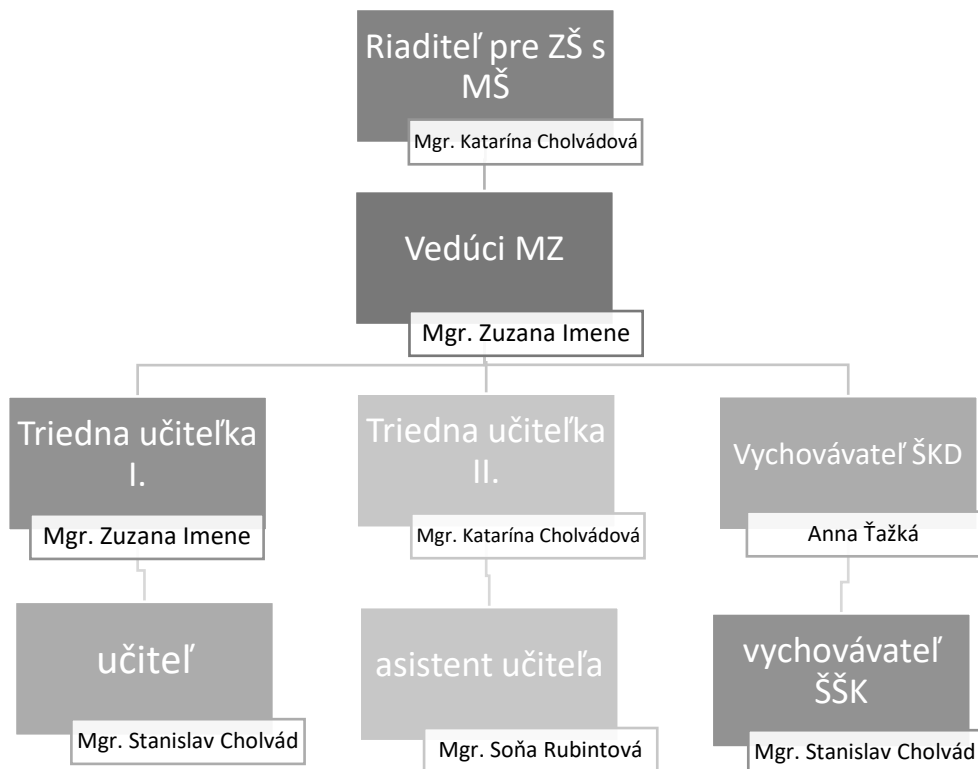 Riaditeľ pre ZŠ s
MŠ
Mgr. Katarína Cholvádová
Vedúci MZ
Mgr. Zuzana Imene
Triedna učiteľka
I.
Mgr. Zuzana Imene
Triedna učiteľka
II.
Mgr. Katarína Cholvádová
Vychovávateľ ŠKD
Anna Ťažká
učiteľ
Mgr. Stanislav Cholvád
asistent učiteľa
Mgr. Soňa Rubintová
vychovávateľ
ŠŠK
Mgr. Stanislav Cholvád